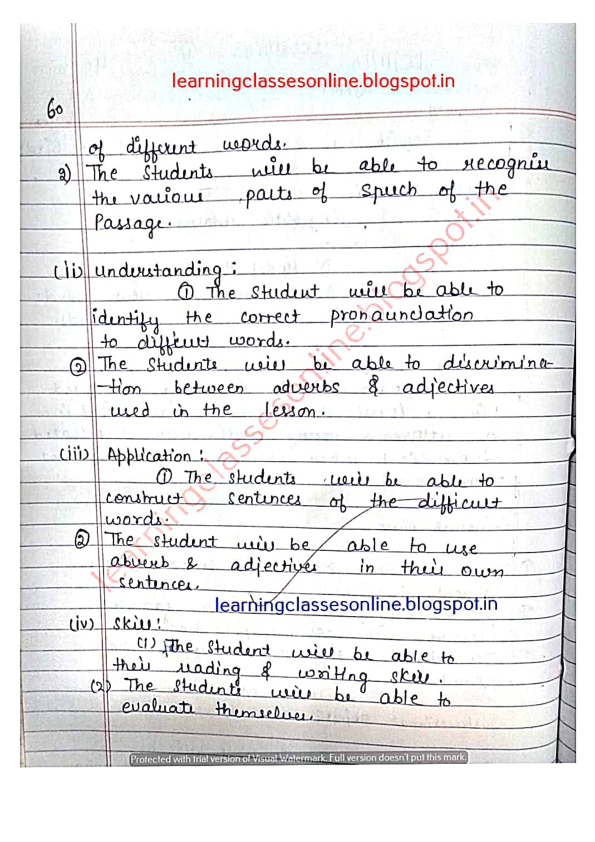 learningclassesonline.blogspot.in
60
of different words.
2) The Students will be able to recognise
the various parts of Speech of the
Passage.
(ii) understanding :
① The Student will be able to
identify the correct pronaunciation
to difficult words.
② The Students will be able to discrimina-
-tion between adverbs & adjectives
used in the lesson.
(iii) Application :
① The students will be able to
construct Sentences of the difficult
words.
② The student will be able to use
abverb & adjectives in their own
sentences.
learningclassesonline.blogspot.in
(iv) Skill:
(1) The student will be able to
their reading & writing skill.
(2) The students will be able to
evaluate themselves.
learningclassesonline.blogspot.in
Protected with trial version of Visual Watermark. Full version doesn't put this mark.